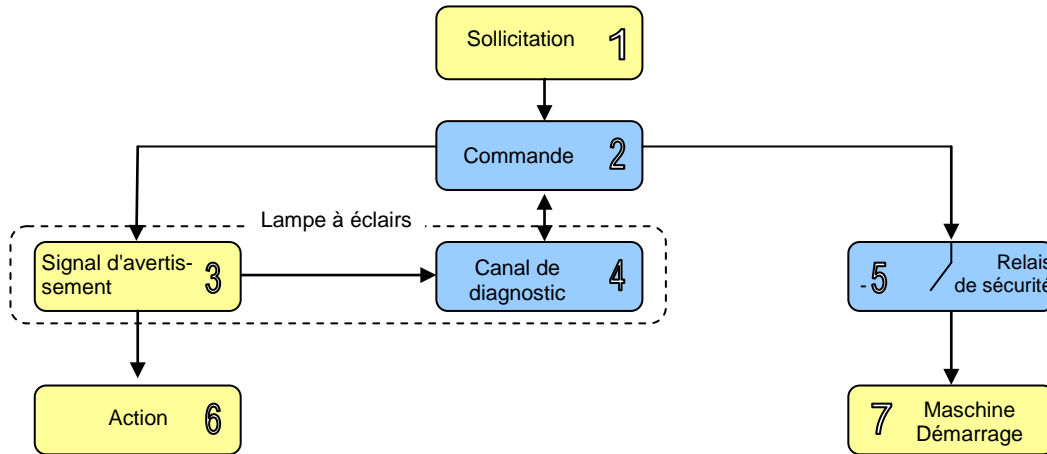 Sollicitation 1
Commande 2
Lampe à éclairs
Signal d'avertis-
sement 3
Canal de
diagnostic 4
- 5 Relais
de sécurité
Action 6
7 Maschine
Démarrage